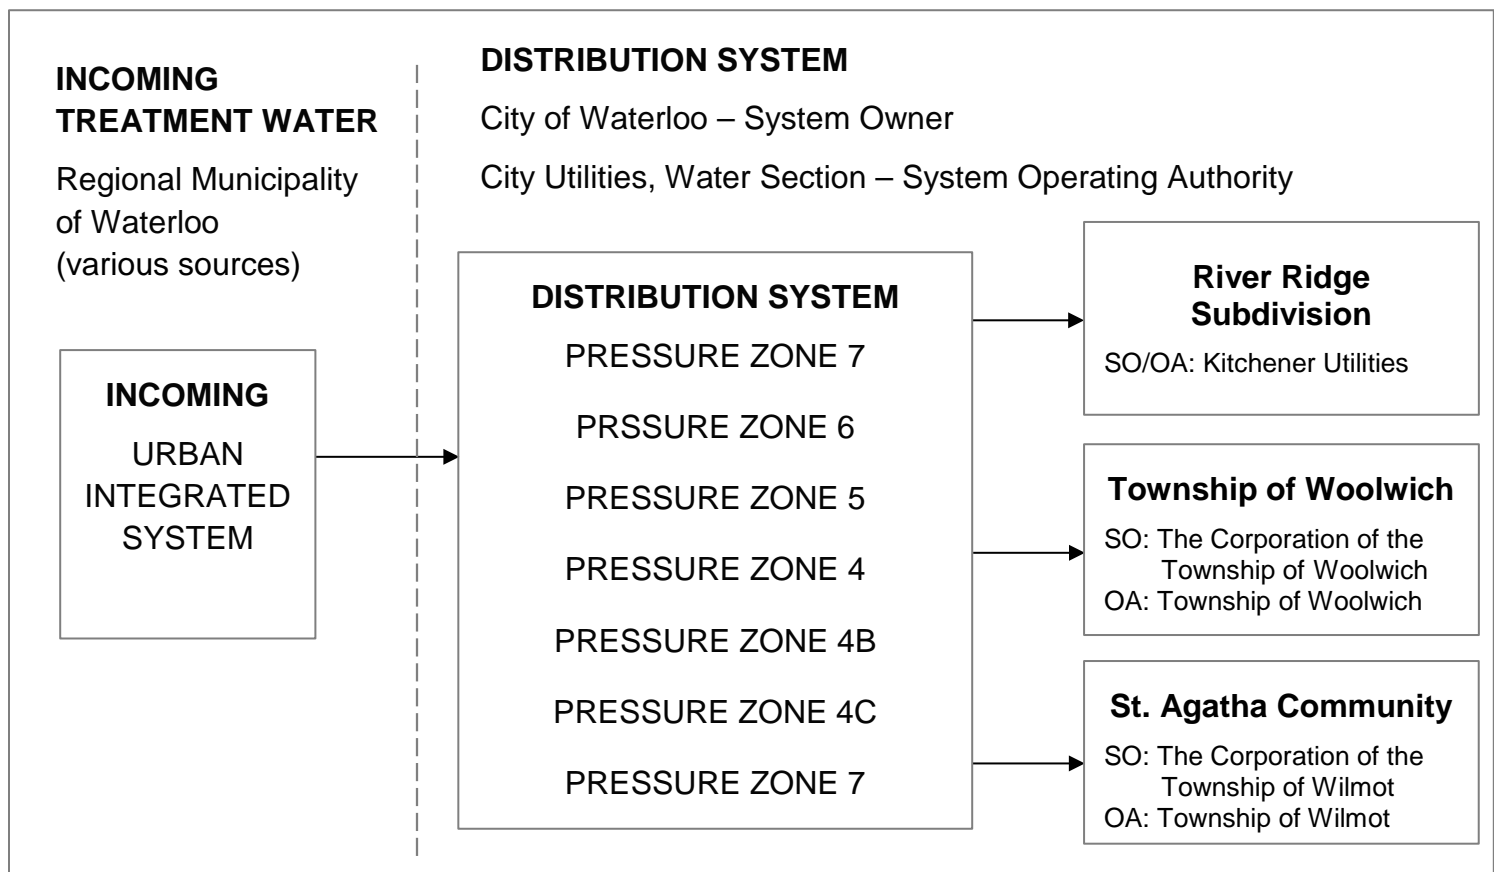 INCOMING
TREATMENT WATER
Regional Municipality
of Waterloo
(various sources)
INCOMING
URBAN
INTEGRATED
SYSTEM
DISTRIBUTION SYSTEM
City of Waterloo – System Owner
City Utilities, Water Section – System Operating Authority
DISTRIBUTION SYSTEM
PRESSURE ZONE 7
PRSSURE ZONE 6
PRESSURE ZONE 5
PRESSURE ZONE 4
PRESSURE ZONE 4B
PRESSURE ZONE 4C
PRESSURE ZONE 7
River Ridge
Subdivision
SO/OA: Kitchener Utilities
Township of Woolwich
SO: The Corporation of the
Township of Woolwich
OA: Township of Woolwich
St. Agatha Community
SO: The Corporation of the
Township of Wilmot
OA: Township of Wilmot